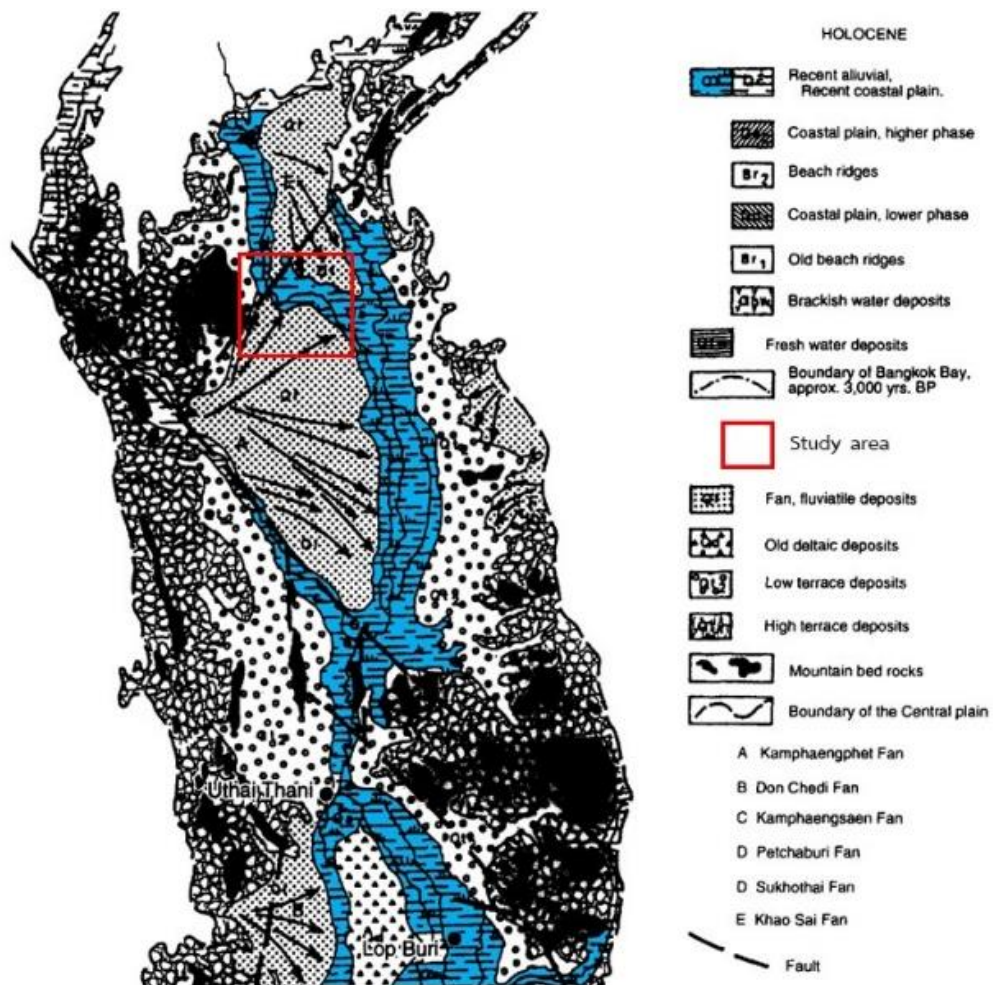 HOLOCENE
Recent alluvial,
Recent coastal plain.
Coastal plain, higher phase
Br2
Beach ridges
Coastal plain, lower phase
Br1
Old beach ridges
Brackish water deposits
Fresh water deposits
Boundary of Bangkok Bay,
approx. 3,000 yrs. BP
Study area
Fan, fluviatile deposits
Old deltaic deposits
Low terrace deposits
High terrace deposits
Mountain bed rocks
Boundary of the Central plain
A Kamphaengphet Fan
B Don Chedi Fan
C Kamphaengsaen Fan
D Petchaburi Fan
D Sukhothai Fan
E Khao Sai Fan
Fault
A
Uthai Thani
B
Lop Buri